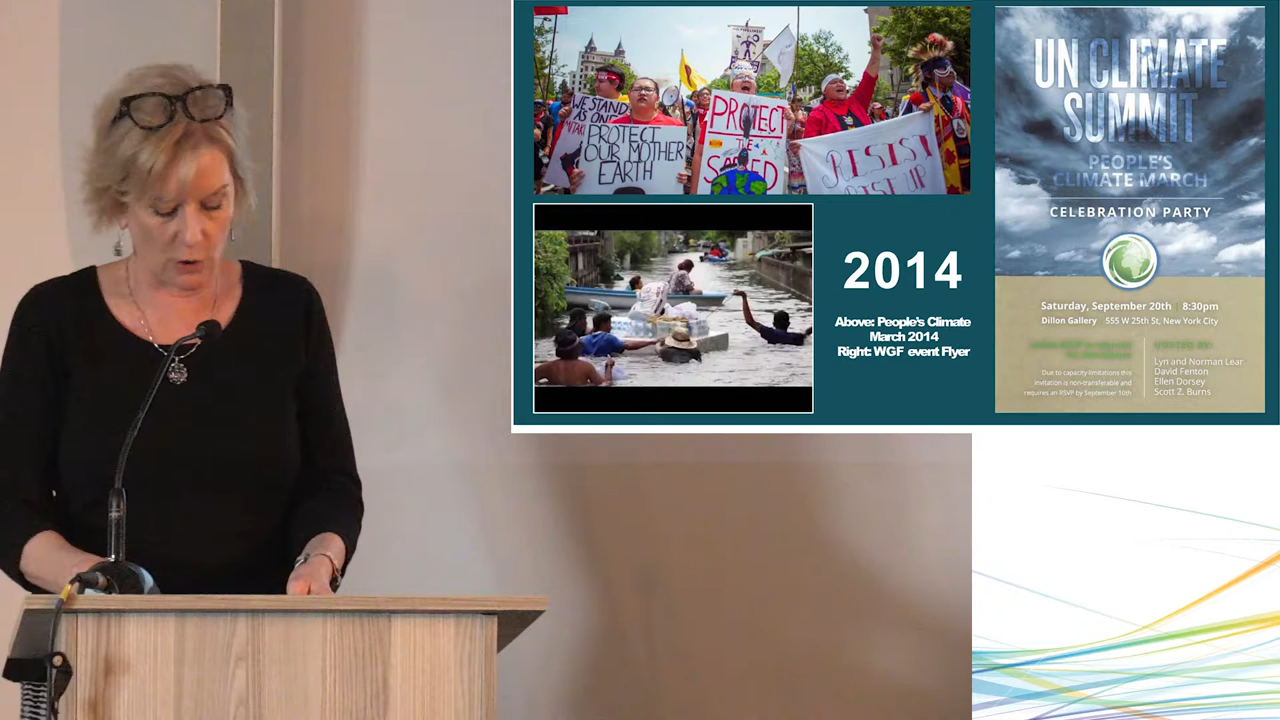 WE STAND
AS ONE
PROTECT
OUR MOTHER
EARTH
PROTECT
THE
SACRED
RESIST
RISE UP
2014
Above: People's Climate
March 2014
Right: WGF event Flyer
UN CLIMATE
SUMMIT
PEOPLE'S
CLIMATE MARCH
CELEBRATION PARTY
Saturday, September 20th | 8:30pm
Dillon Gallery 555 W 25th St, New York City
Due to capacity limitations this
invitation is non-transferable and
requires an RSVP by September 10th
HOSTED BY:
Lyn and Norman Lear
David Fenton
Ellen Dorsey
Scott Z. Burns